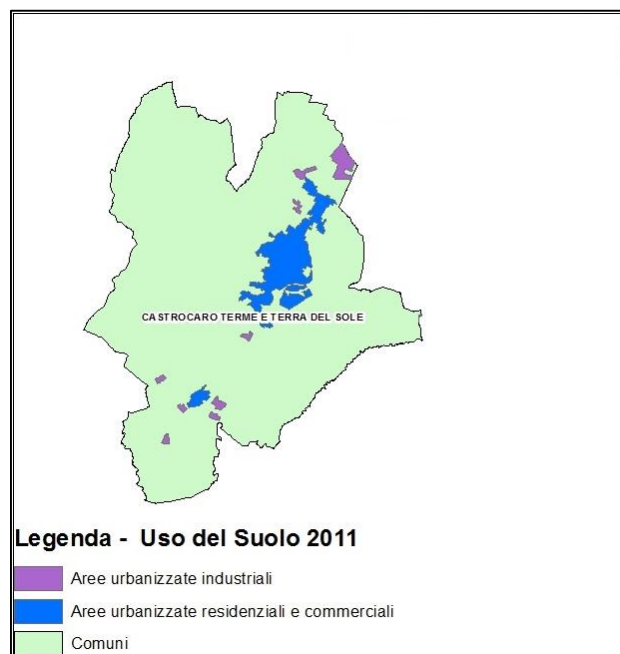 CASTROCARO TERME E TERRA DEL SOLE
Legenda - Uso del Suolo 2011
Aree urbanizzate industriali
Aree urbanizzate residenziali e commerciali
Comuni